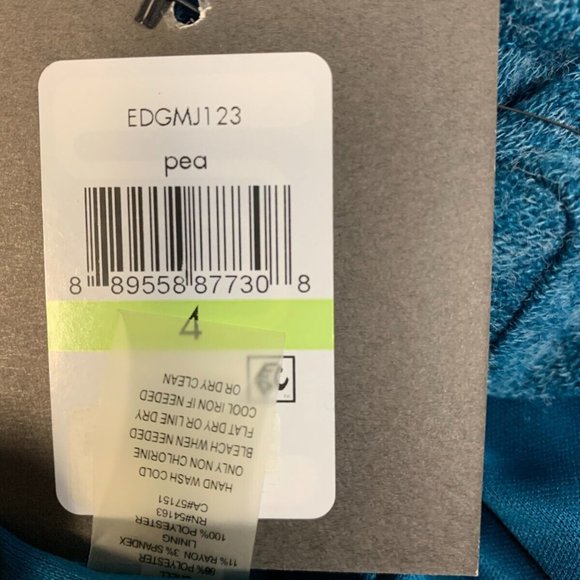 EDGMJ123
pea
8 89558 87730 8
4
86% POLYESTER
11% RAYON 3% SPANDEX
LINING
100% POLYESTER
RN#54163
CA#57151
HAND WASH COLD
ONLY NON CHLORINE
BLEACH WHEN NEEDED
FLAT DRY OR LINE DRY
COOL IRON IF NEEDED
OR DRY CLEAN